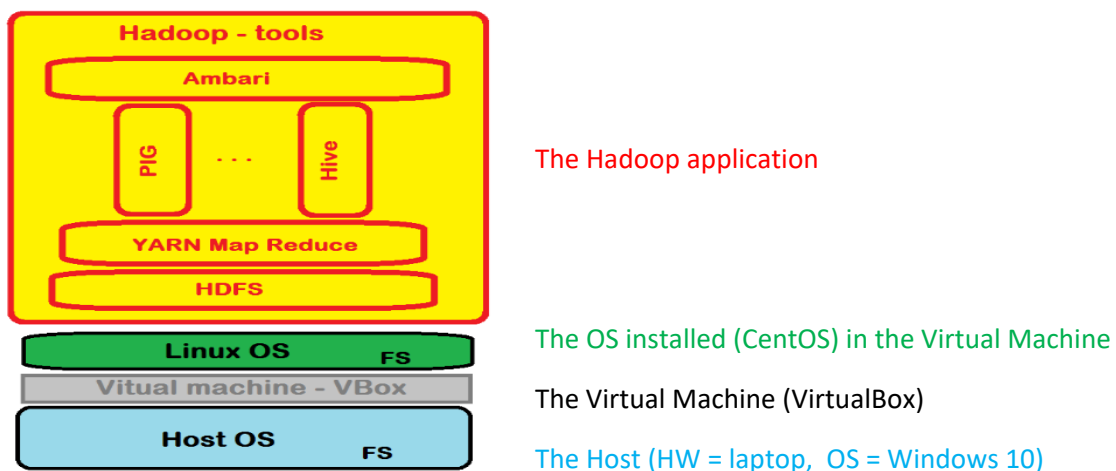 Hadoop - tools
Ambari
PIG
. . .
Hive
The Hadoop application
YARN Map Reduce
HDFS
Linux OS FS
The OS installed (CentOS) in the Virtual Machine
Vitual machine - VBox
The Virtual Machine (VirtualBox)
Host OS FS
The Host (HW = laptop, OS = Windows 10)